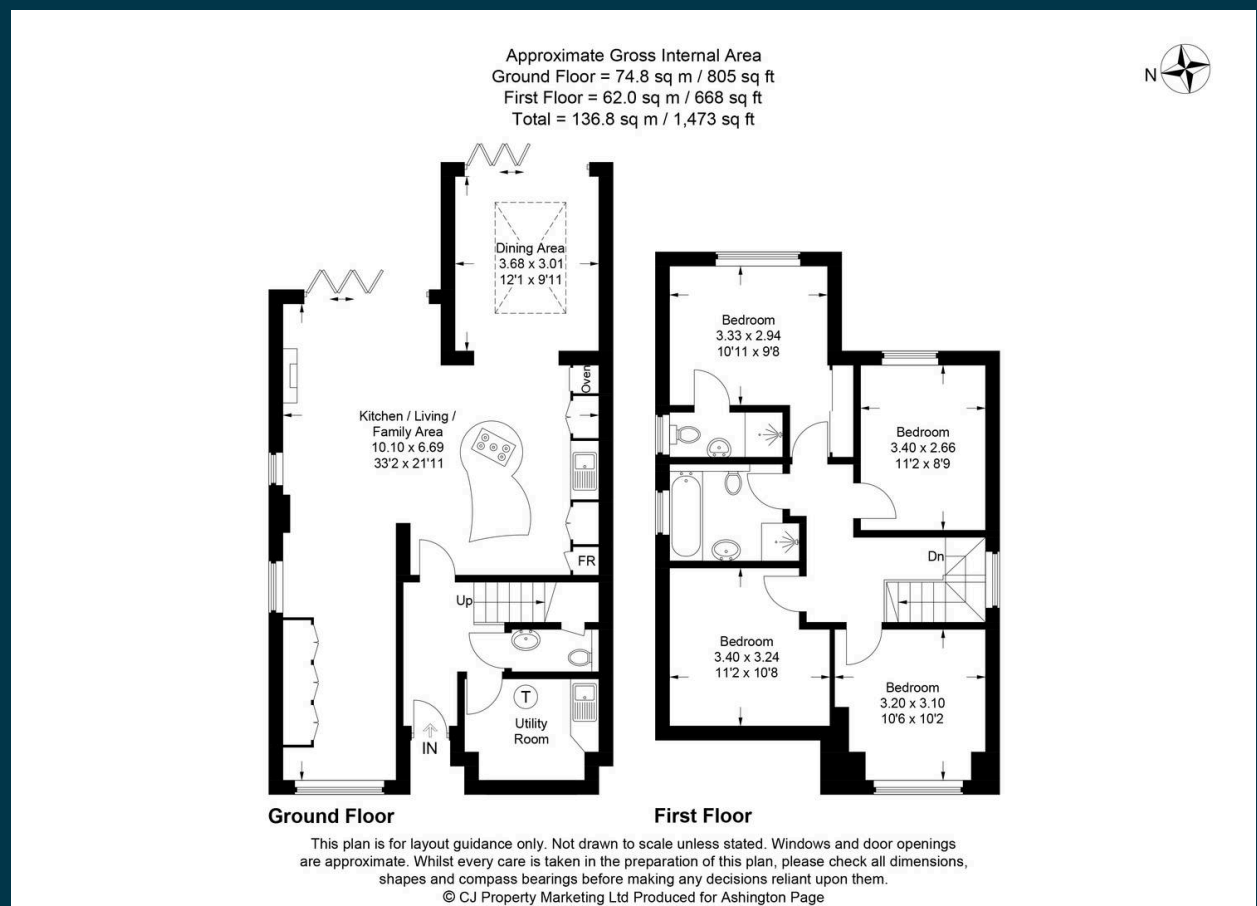 Approximate Gross Internal Area
Ground Floor = 74.8 sq m / 805 sq ft
First Floor = 62.0 sq m / 668 sq ft
Total = 136.8 sq m / 1,473 sq ft
N
Dining Area
3.68 x 3.01
12'1 x 9'11
Oven
Kitchen / Living /
Family Area
10.10 x 6.69
33'2 x 21'11
FR
Up
T
Utility
Room
IN
Ground Floor
Bedroom
3.33 x 2.94
10'11 x 9'8
Bedroom
3.40 x 2.66
11'2 x 8'9
Dn
Bedroom
3.40 x 3.24
11'2 x 10'8
Bedroom
3.20 x 3.10
10'6 x 10'2
First Floor
This plan is for layout guidance only. Not drawn to scale unless stated. Windows and door openings
are approximate. Whilst every care is taken in the preparation of this plan, please check all dimensions,
shapes and compass bearings before making any decisions reliant upon them.
© CJ Property Marketing Ltd Produced for Ashington Page